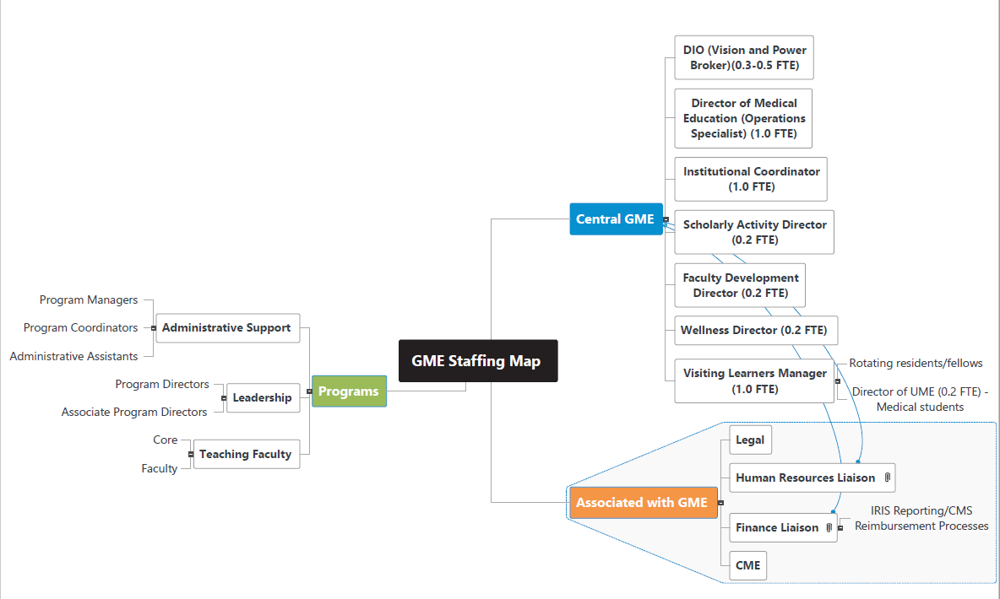 GME Staffing Map
Central GME
DIO (Vision and Power
Broker)(0.3-0.5 FTE)
Director of Medical
Education (Operations
Specialist) (1.0 FTE)
Institutional Coordinator
(1.0 FTE)
Scholarly Activity Director
(0.2 FTE)
Faculty Development
Director (0.2 FTE)
Wellness Director (0.2 FTE)
Visiting Learners Manager
(1.0 FTE)
Rotating residents/fellows
Director of UME (0.2 FTE) -
Medical students
Associated with GME
Legal
Human Resources Liaison
Finance Liaison
IRIS Reporting/CMS
Reimbursement Processes
CME
Programs
Administrative Support
Program Managers
Program Coordinators
Administrative Assistants
Leadership
Program Directors
Associate Program Directors
Teaching Faculty
Core
Faculty